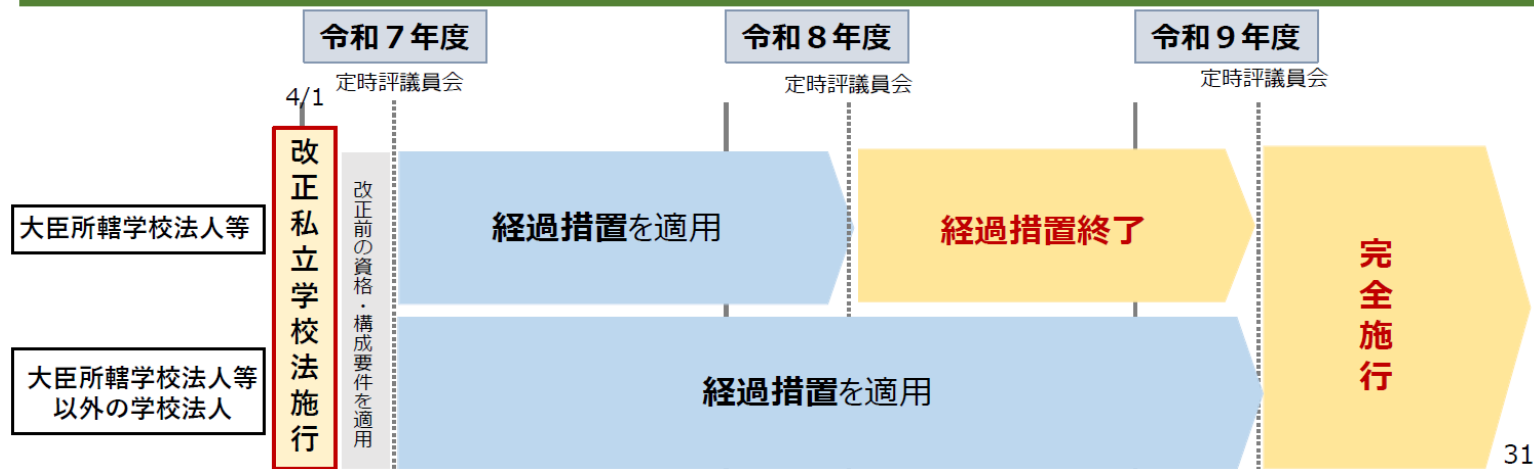 令和７年度
令和８年度
令和９年度
定時評議員会
定時評議員会
定時評議員会
4/1
改正私立学校法施行
改正前の資格・構成要件を適用
大臣所轄学校法人等
経過措置を適用
経過措置終了
完全施行
大臣所轄学校法人等
以外の学校法人
経過措置を適用
31